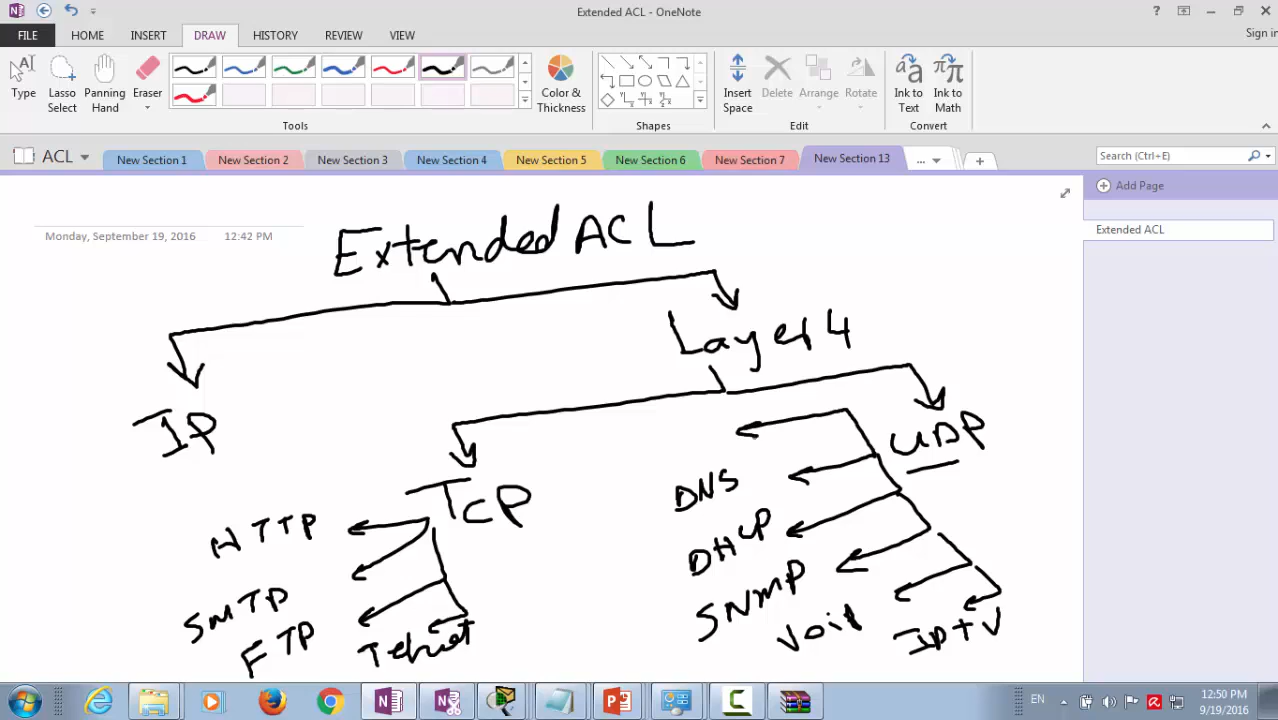 Extended ACL - OneNote
? 
Sign in
FILE HOME INSERT DRAW HISTORY REVIEW VIEW
Type
Lasso Select
Panning Hand
Eraser
Color & Thickness
Insert Space
Delete
Arrange
Rotate
Ink to Text
Ink to Math
Tools Shapes Edit Convert
ACL New Section 1 New Section 2 New Section 3 New Section 4 New Section 5 New Section 6 New Section 7 New Section 13 ... +
Search (Ctrl+E)
Add Page
Extended ACL
Monday, September 19, 2016 12:42 PM
Extended ACL
Layer 4
IP
TCP
UDP
HTTP
SMTP
FTP
Telnet
DNS
DHCP
SNMP
IPTV
EN
12:50 PM
9/19/2016